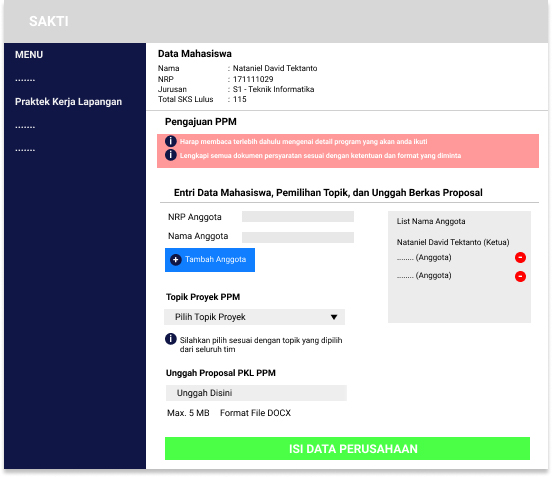 SAKTI
MENU
.......
Praktek Kerja Lapangan
.......
.......
Data Mahasiswa
Nama : Nataniel David Tektanto
NRP : 171111029
Jurusan : S1 - Teknik Informatika
Total SKS Lulus : 115
Pengajuan PPM
i Harap membaca terlebih dahulu mengenai detail program yang akan anda ikoti
i Lengkapi semua dokumen persyaratan sesuai dengan ketentuan dan format yang diminta
Entri Data Mahasiswa, Pemilihan Topik, dan Unggah Berkas Proposal
NRP Anggota
Nama Anggota
+ Tambah Anggota
List Nama Anggota
Nataniel David Tektanto (Ketua)
....... (Anggota) -
....... (Anggota) -
Topik Proyek PPM
Pilih Topik Proyek ▼
i Silahkan pilih sesuai dengan topik yang dipilih
dari seluruh tim
Unggah Proposal PKL PPM
Unggah Disini
Max. 5 MB Format File DOCX
ISI DATA PERUSAHAAN